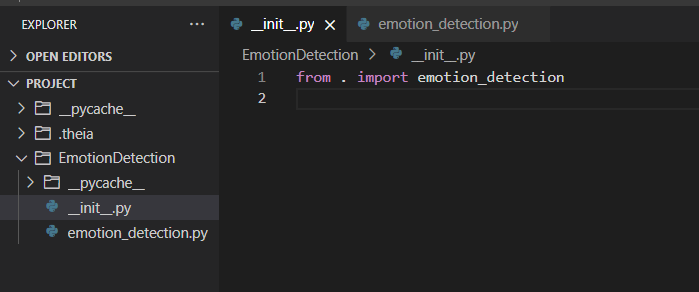 EXPLORER ···
OPEN EDITORS
PROJECT
__pycache__
.theia
EmotionDetection
__pycache__
__init__.py
emotion_detection.py
__init__.py × emotion_detection.py
EmotionDetection > __init__.py
1 from . import emotion_detection
2